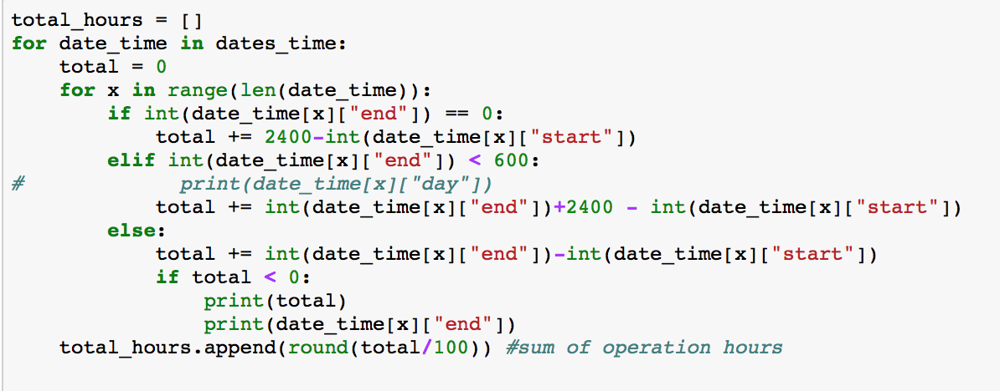 total_hours = []
for date_time in dates_time:
    total = 0
    for x in range(len(date_time)):
        if int(date_time[x]["end"]) == 0:
            total += 2400-int(date_time[x]["start"])
        elif int(date_time[x]["end"]) < 600:
#             print(date_time[x]["day"])
            total += int(date_time[x]["end"])+2400 - int(date_time[x]["start"])
        else:
            total += int(date_time[x]["end"])-int(date_time[x]["start"])
            if total < 0:
                print(total)
                print(date_time[x]["end"])
    total_hours.append(round(total/100)) #sum of operation hours